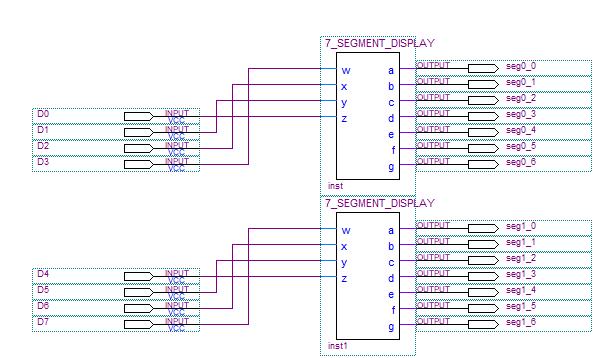 7_SEGMENT_DISPLAY
w a OUTPUT seg0_0
x b OUTPUT seg0_1
y c OUTPUT seg0_2
D0 INPUT VCC z d OUTPUT seg0_3
D1 INPUT VCC e OUTPUT seg0_4
D2 INPUT VCC f OUTPUT seg0_5
D3 INPUT VCC g OUTPUT seg0_6
inst
7_SEGMENT_DISPLAY
w a OUTPUT seg1_0
x b OUTPUT seg1_1
y c OUTPUT seg1_2
D4 INPUT VCC z d OUTPUT seg1_3
D5 INPUT VCC e OUTPUT seg1_4
D6 INPUT VCC f OUTPUT seg1_5
D7 INPUT VCC g OUTPUT seg1_6
inst1